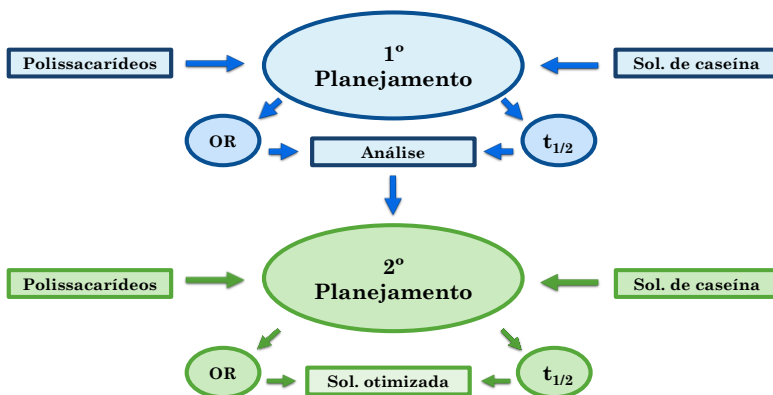 1º
Planejamento
Polissacarídeos
Sol. de caseína
OR
Análise
t1/2
2º
Planejamento
Polissacarídeos
Sol. de caseína
OR
Sol. otimizada
t1/2